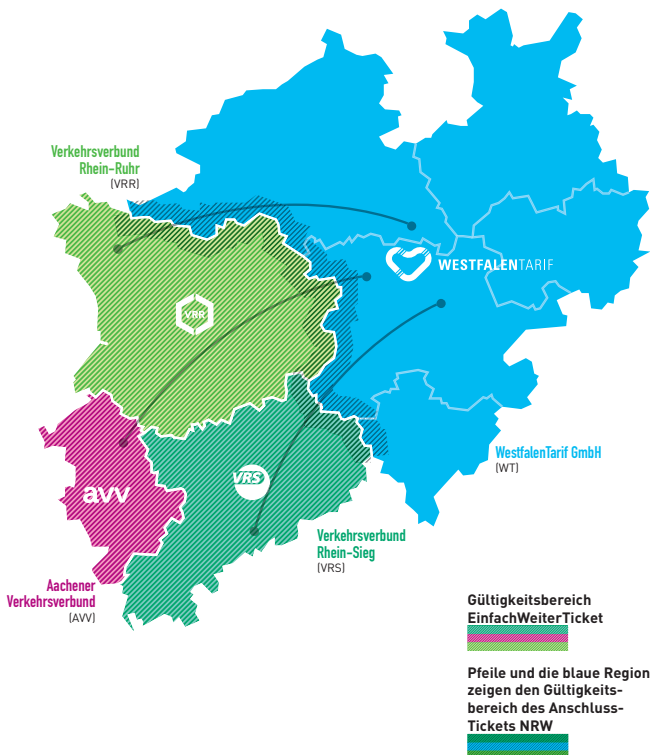 Verkehrsverbund
Rhein-Ruhr
(VRR)
WESTFALENTARIF
VRR
WestfalenTarif GmbH
(WT)
avv
VRS
Verkehrsverbund
Rhein-Sieg
(VRS)
Aachener
Verkehrsverbund
(AVV)
Gültigkeitsbereich
EinfachWeiterTicket
Pfeile und die blaue Region
zeigen den Gültigkeits-
bereich des Anschluss-
Tickets NRW